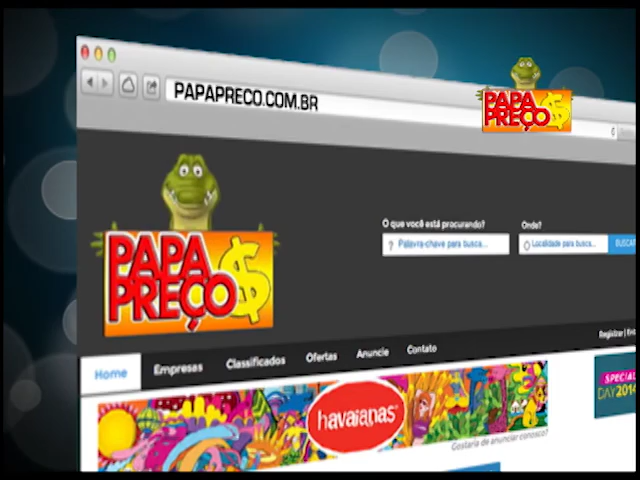 PAPAPRECO.COM.BR
PAPA
PREÇO$
PAPA
PREÇO$
O que você está procurando?
Onde?
? Palavra-chave para busca...
Localidade para busca...
BUSCAR
Registrar |
Home
Empresas
Classificados
Ofertas
Anuncie
Contato
SPECIAL
DAY 2014
havaianas
Gostaria de anunciar conosco?